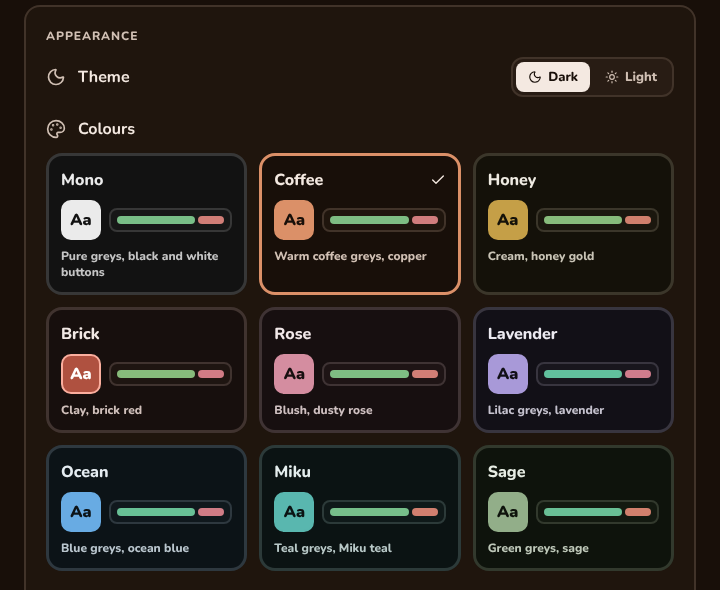 APPEARANCE
Theme
Dark
Light
Colours
Mono
Aa
Pure greys, black and white
buttons
Coffee
Aa
Warm coffee greys, copper
Honey
Aa
Cream, honey gold
Brick
Aa
Clay, brick red
Rose
Aa
Blush, dusty rose
Lavender
Aa
Lilac greys, lavender
Ocean
Aa
Blue greys, ocean blue
Miku
Aa
Teal greys, Miku teal
Sage
Aa
Green greys, sage